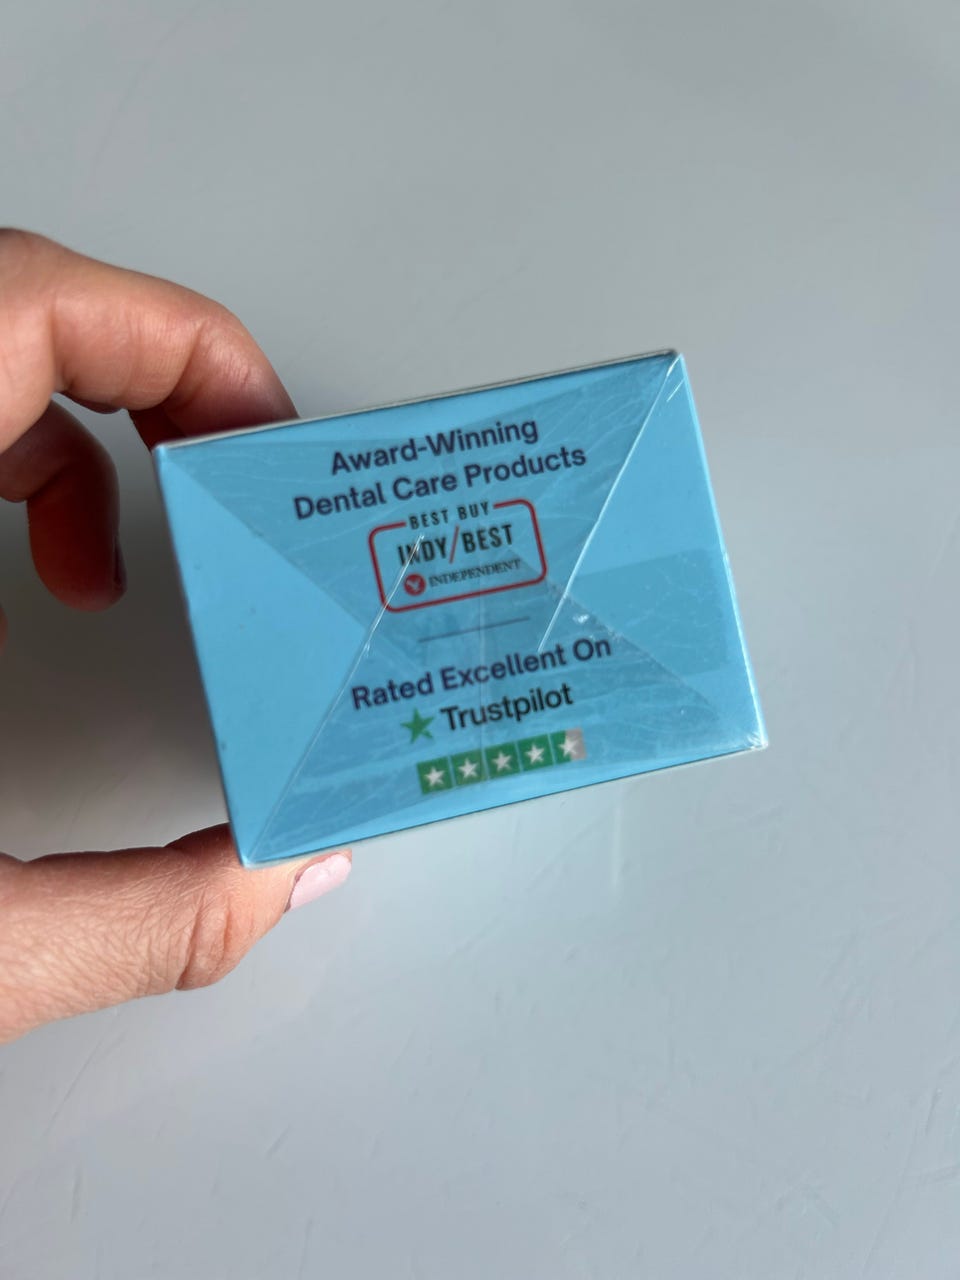 Award-Winning
Dental Care Products
BEST BUY
INDY/BEST
INDEPENDENT
Rated Excellent On
Trustpilot